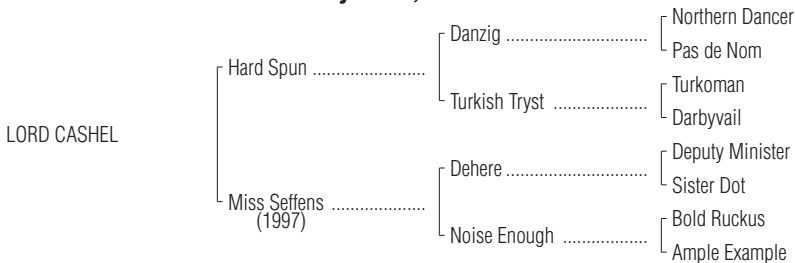 Northern Dancer
Danzig ................................
Pas de Nom
Hard Spun .........................
Turkoman
Turkish Tryst .....................
Darbyvail
LORD CASHEL
Deputy Minister
Dehere ................................
Sister Dot
Miss Seffens .....................
(1997)
Bold Ruckus
Noise Enough ...................
Ample Example